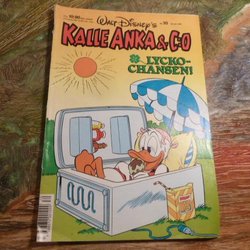 WALT DISNEY'S
KALLE ANKA & C:O
LYCKO-
CHANSEN!